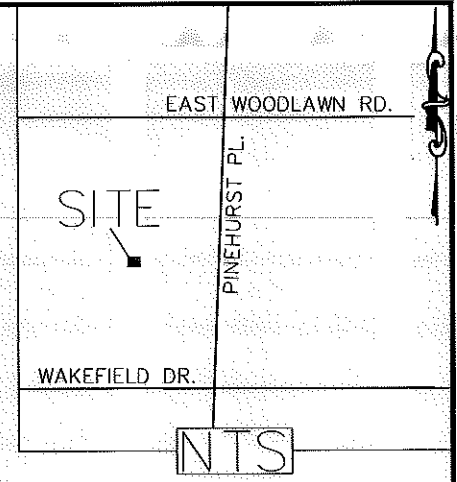 EAST WOODLAWN RD.
PINEHURST PL.
SITE
WAKEFIELD DR.
NTS